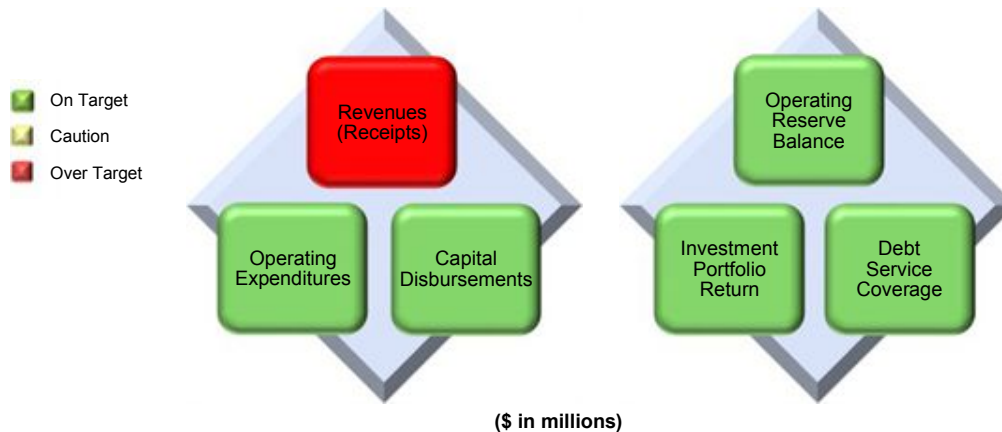 On Target
Caution
Over Target
Revenues
(Receipts)
Operating
Expenditures
Capital
Disbursements
Operating
Reserve
Balance
Investment
Portfolio
Return
Debt
Service
Coverage
($ in millions)